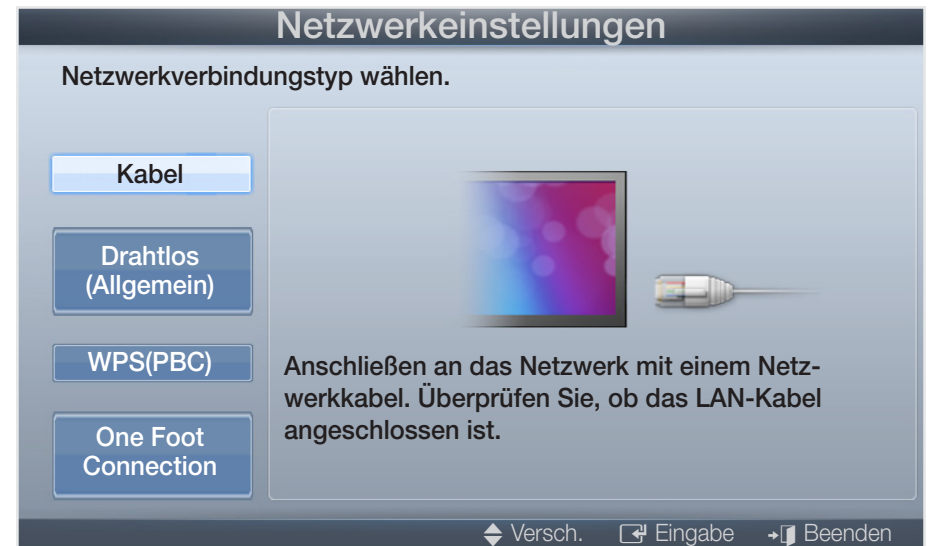 Netzwerkeinstellungen
Netzwerkverbindungstyp wählen.
Kabel
Drahtlos
(Allgemein)
WPS(PBC)
One Foot
Connection
Anschließen an das Netzwerk mit einem Netz-
werkkabel. Überprüfen Sie, ob das LAN-Kabel
angeschlossen ist.
Versch. Eingabe Beenden